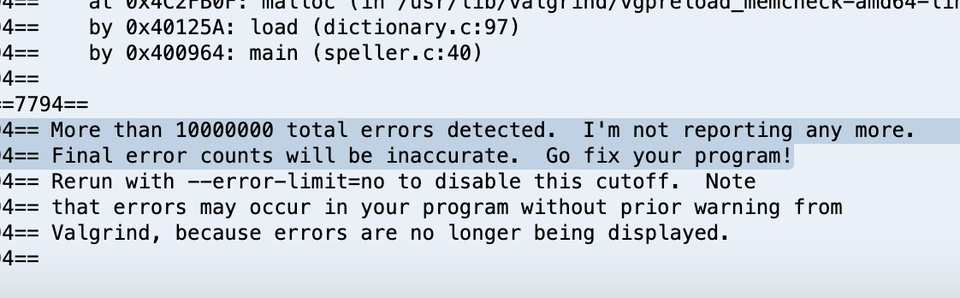 4==    at 0x4C2FB0F: malloc (in /usr/lib/valgrind/vgpreload_memcheck-amd64-lin
4==    by 0x40125A: load (dictionary.c:97)
4==    by 0x400964: main (speller.c:40)
4==
==7794==
4== More than 10000000 total errors detected.  I'm not reporting any more.
4== Final error counts will be inaccurate.  Go fix your program!
4== Rerun with --error-limit=no to disable this cutoff.  Note
4== that errors may occur in your program without prior warning from
4== Valgrind, because errors are no longer being displayed.
4==